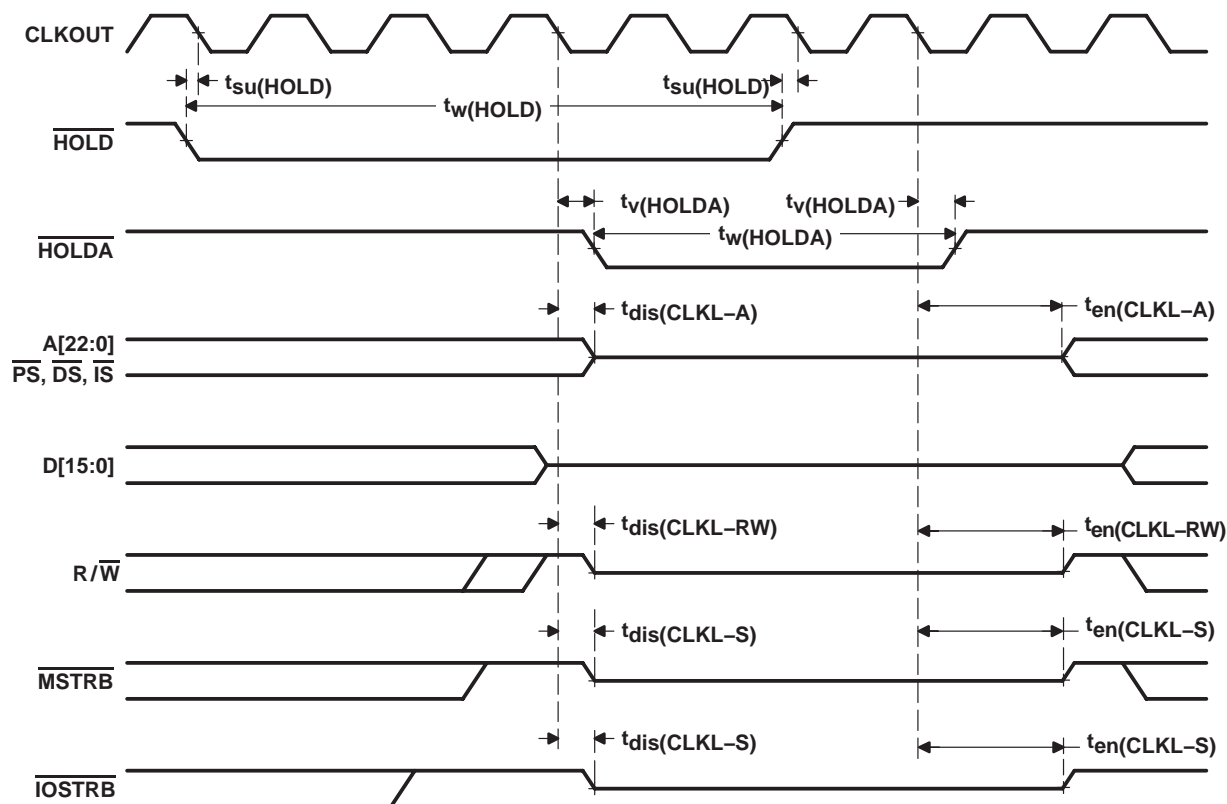 CLKOUT
tsu(HOLD)
tsu(HOLD)
tw(HOLD)
HOLD
tv(HOLDA)
tv(HOLDA)
tw(HOLDA)
HOLDA
tdis(CLKL–A)
ten(CLKL–A)
A[22:0]
PS, DS, IS
D[15:0]
tdis(CLKL–RW)
ten(CLKL–RW)
R/W
tdis(CLKL–S)
ten(CLKL–S)
MSTRB
tdis(CLKL–S)
ten(CLKL–S)
IOSTRB